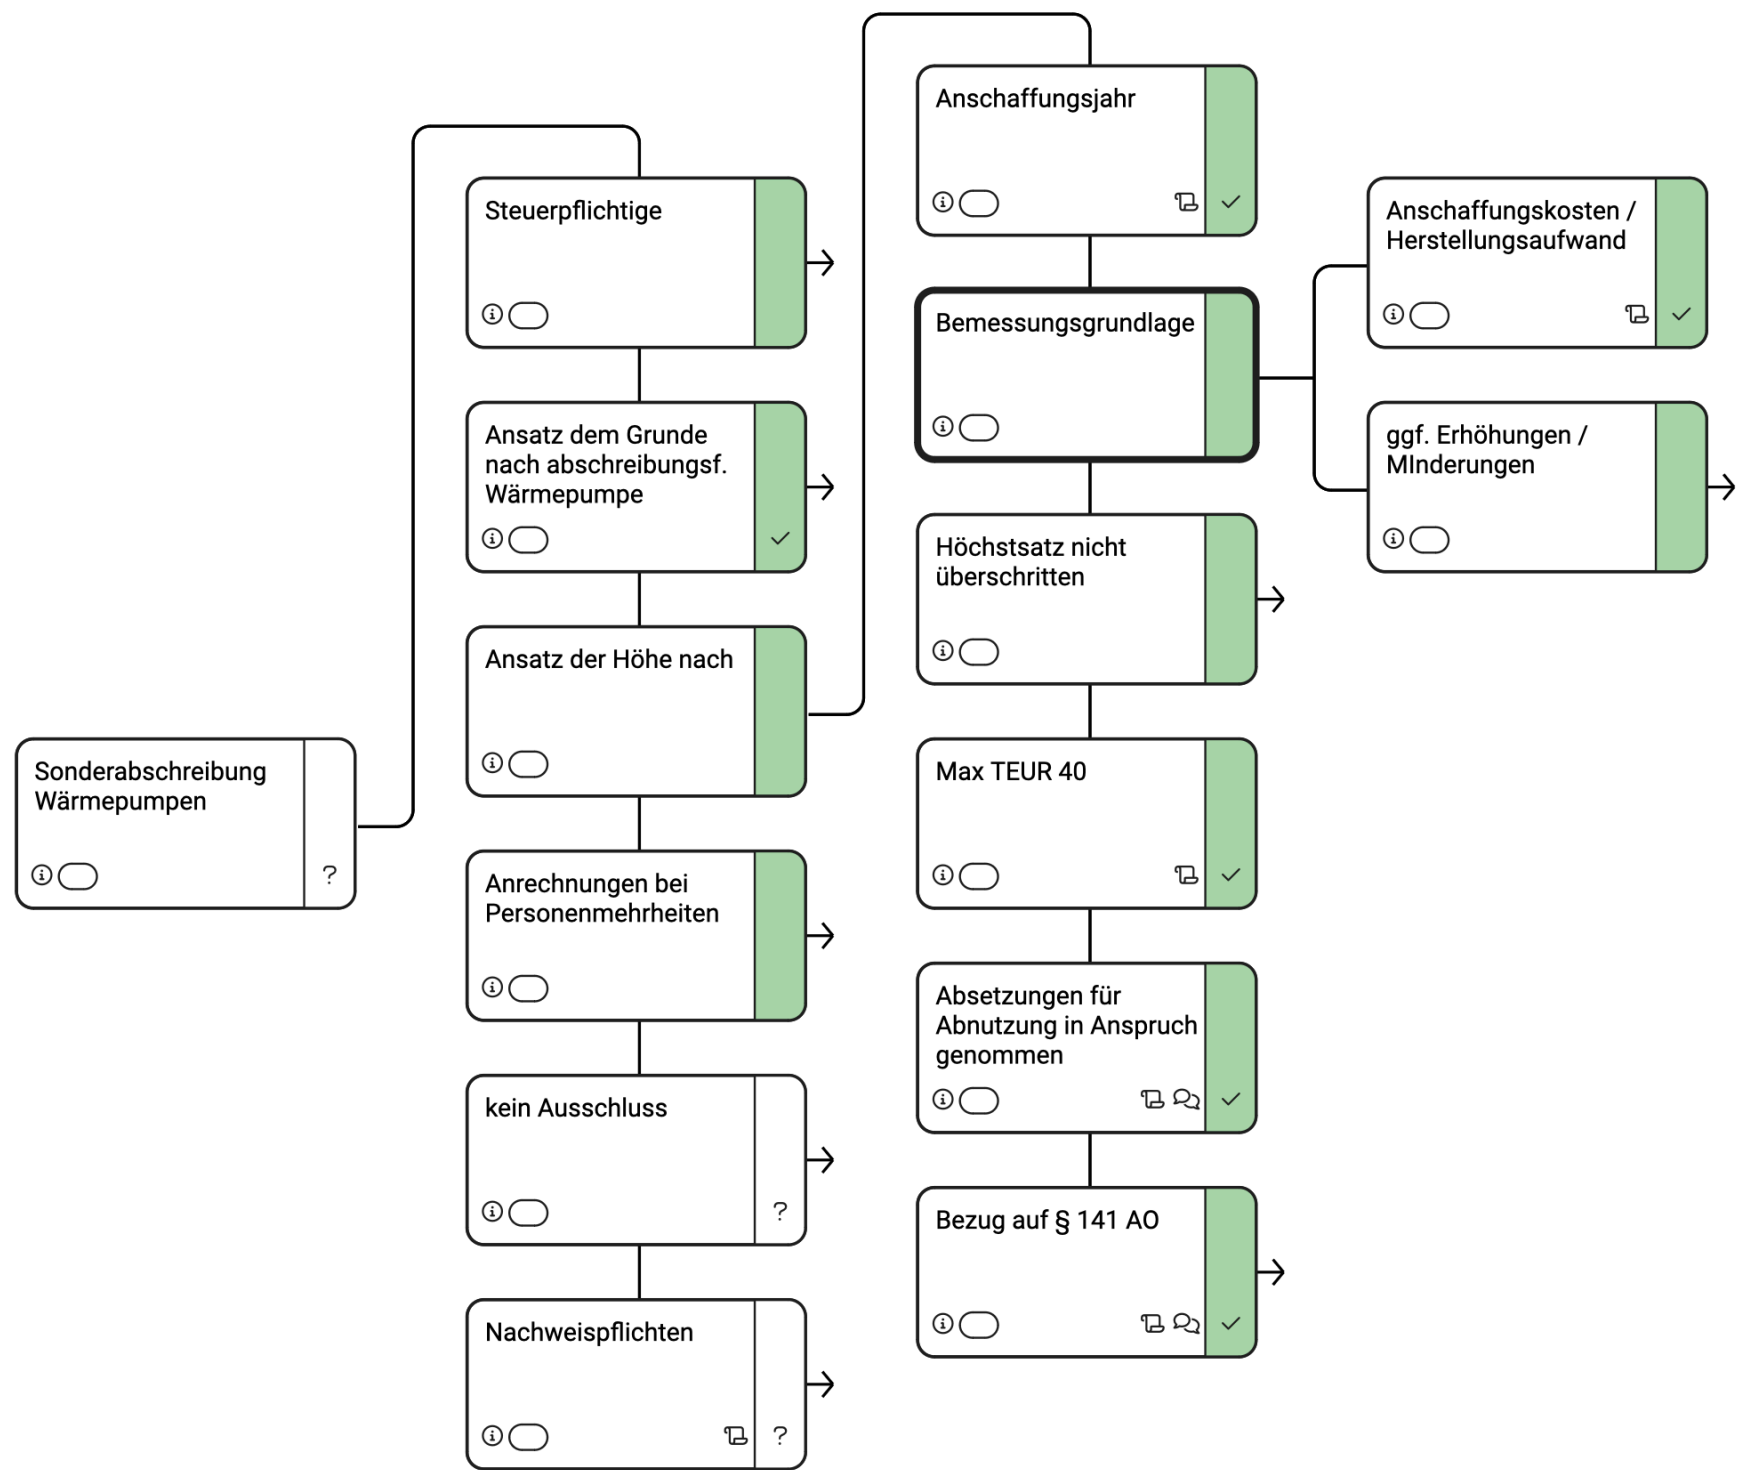 Sonderabschreibung
Wärmepumpen
?
Steuerpflichtige
Ansatz dem Grunde
nach abschreibungsf.
Wärmepumpe
Ansatz der Höhe nach
Anrechnungen bei
Personenmehrheiten
kein Ausschluss
?
Nachweispflichten
?
Anschaffungsjahr
Bemessungsgrundlage
Höchstsatz nicht
überschritten
Max TEUR 40
Absetzungen für
Abnutzung in Anspruch
genommen
Bezug auf § 141 AO
Anschaffungskosten /
Herstellungsaufwand
ggf. Erhöhungen /
MInderungen